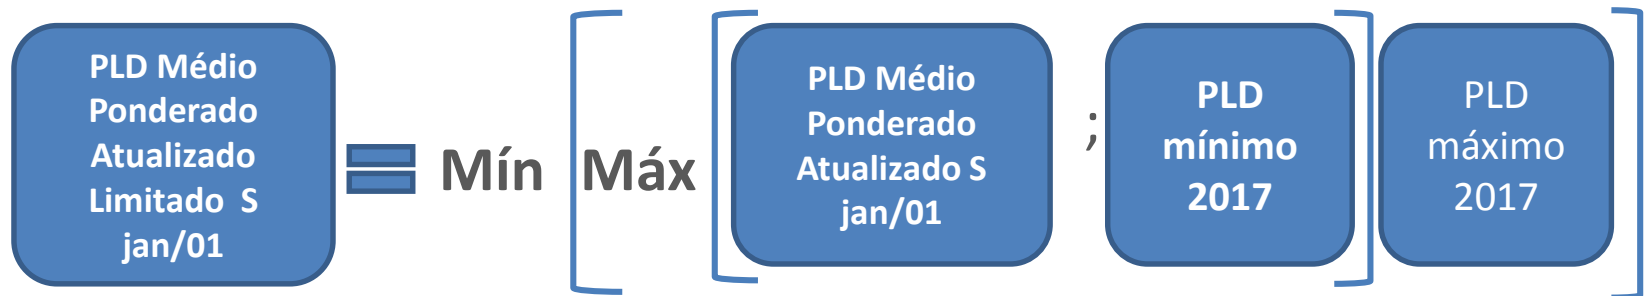 PLD Médio
Ponderado
Atualizado
Limitado S
jan/01
=
Mín
Máx
PLD Médio
Ponderado
Atualizado S
jan/01
;
PLD
mínimo
2017
PLD
máximo
2017